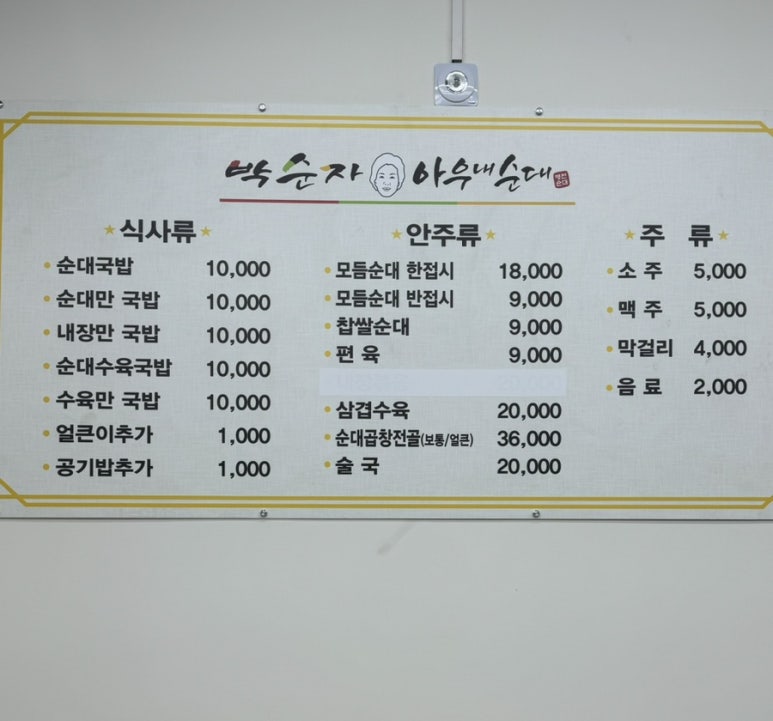 박순자 아우내순대
병천
순대
식사류
순대국밥 10,000
순대만 국밥 10,000
내장만 국밥 10,000
순대수육국밥 10,000
수육만 국밥 10,000
얼큰이추가 1,000
공기밥추가 1,000
안주류
모듬순대 한접시 18,000
모듬순대 반접시 9,000
찹쌀순대 9,000
편 육 9,000
20,000
삼겹수육 20,000
순대곱창전골(보통/얼큰) 36,000
술 국 20,000
주 류
소 주 5,000
맥 주 5,000
막걸리 4,000
음 료 2,000